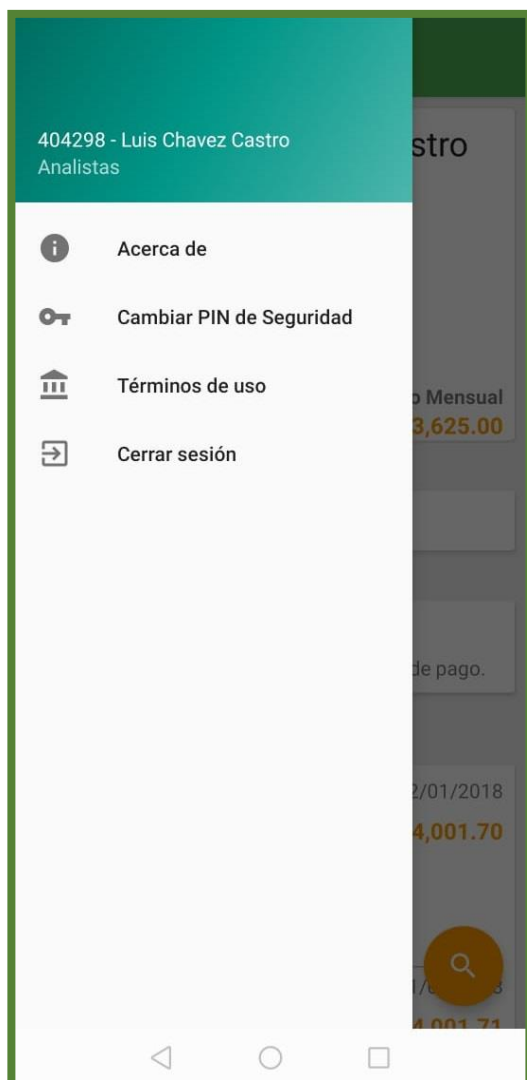 404298 - Luis Chavez Castro
Analistas
stro
Acerca de
Cambiar PIN de Seguridad
Términos de uso
o Mensual
3,625.00
Cerrar sesión
de pago.
2/01/2018
4,001.70
4,001.71